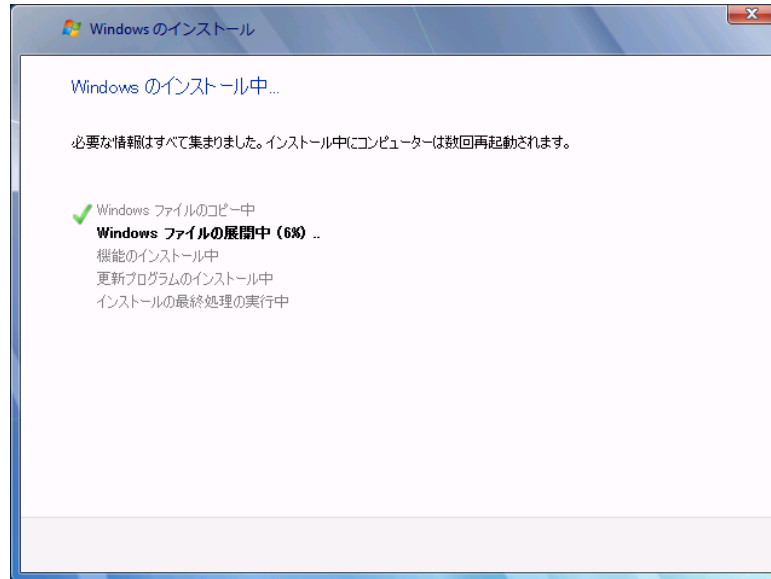 Windows のインストール
Windows のインストール中...
必要な情報はすべて集まりました。インストール中にコンピューターは数回再起動されます。
Windows ファイルのコピー中
Windows ファイルの展開中 (6%) ..
機能のインストール中
更新プログラムのインストール中
インストールの最終処理の実行中